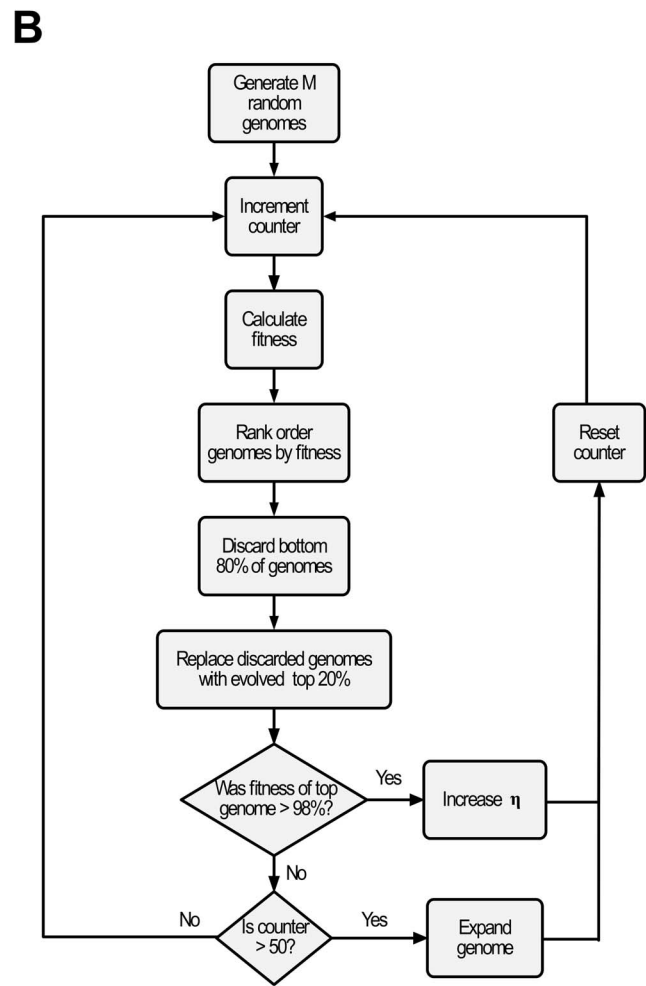 B
Generate M
random
genomes
Increment
counter
Calculate
fitness
Rank order
genomes by fitness
Reset
counter
Discard bottom
80% of genomes
Replace discarded genomes
with evolved top 20%
Was fitness of top
genome > 98%?
Yes
Increase η
No
Is counter
> 50?
No
Yes
Expand
genome